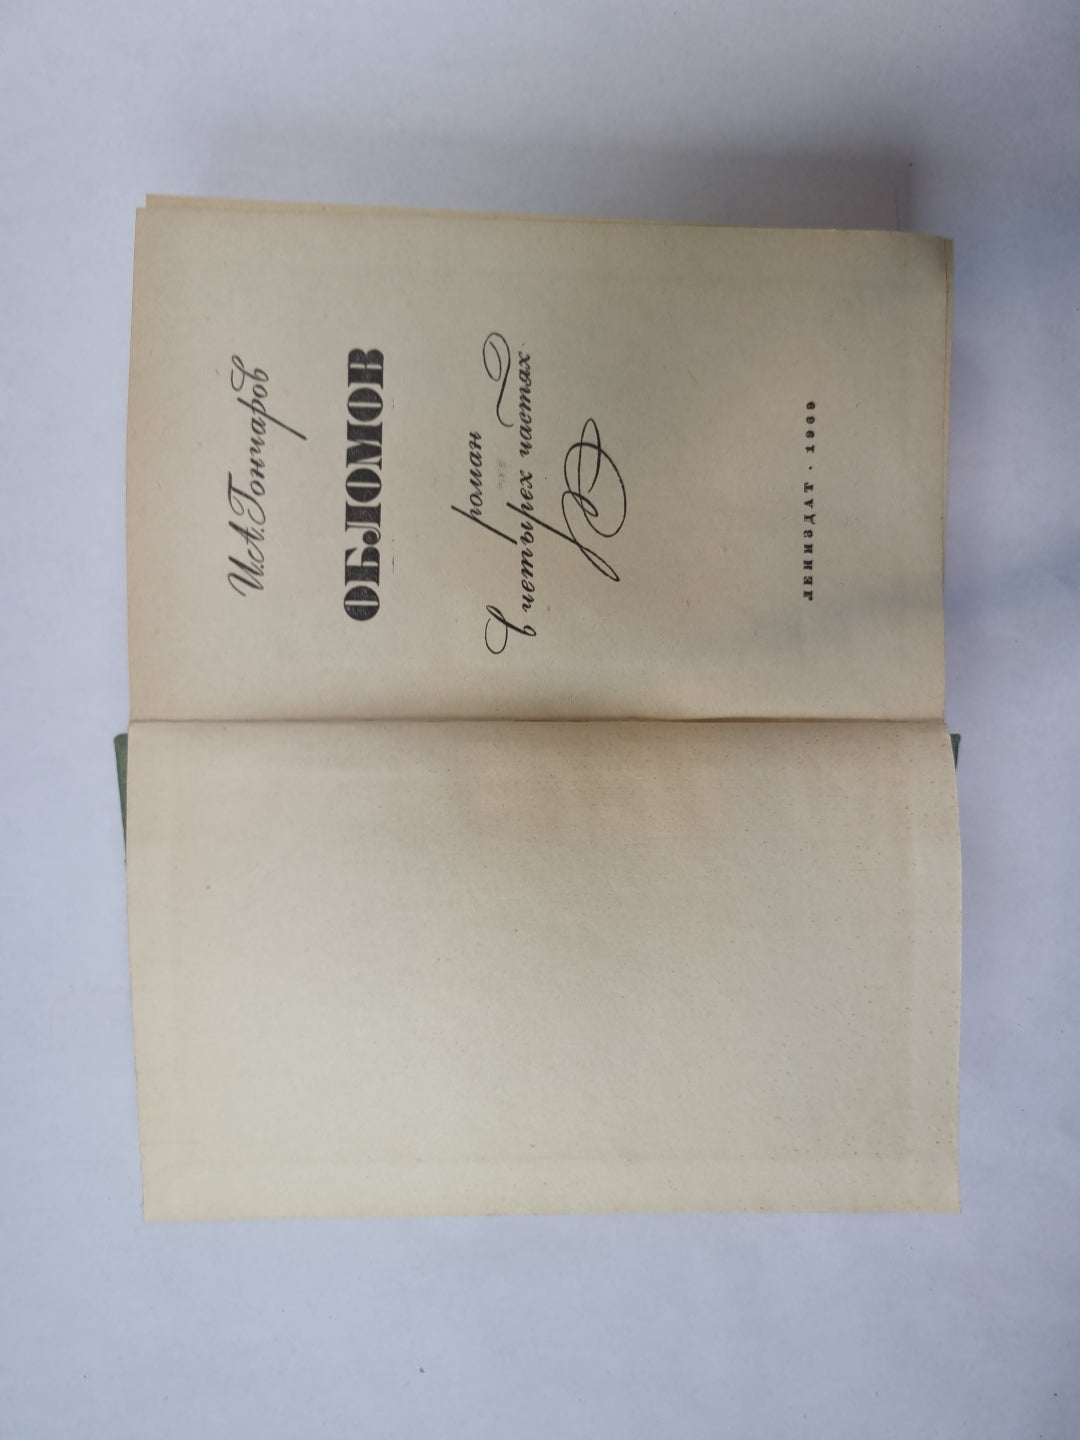 И.А.Гончаров
ОБЛОМОВ
роман
в четырех частях
ЛЕНИЗДАТ · 1969